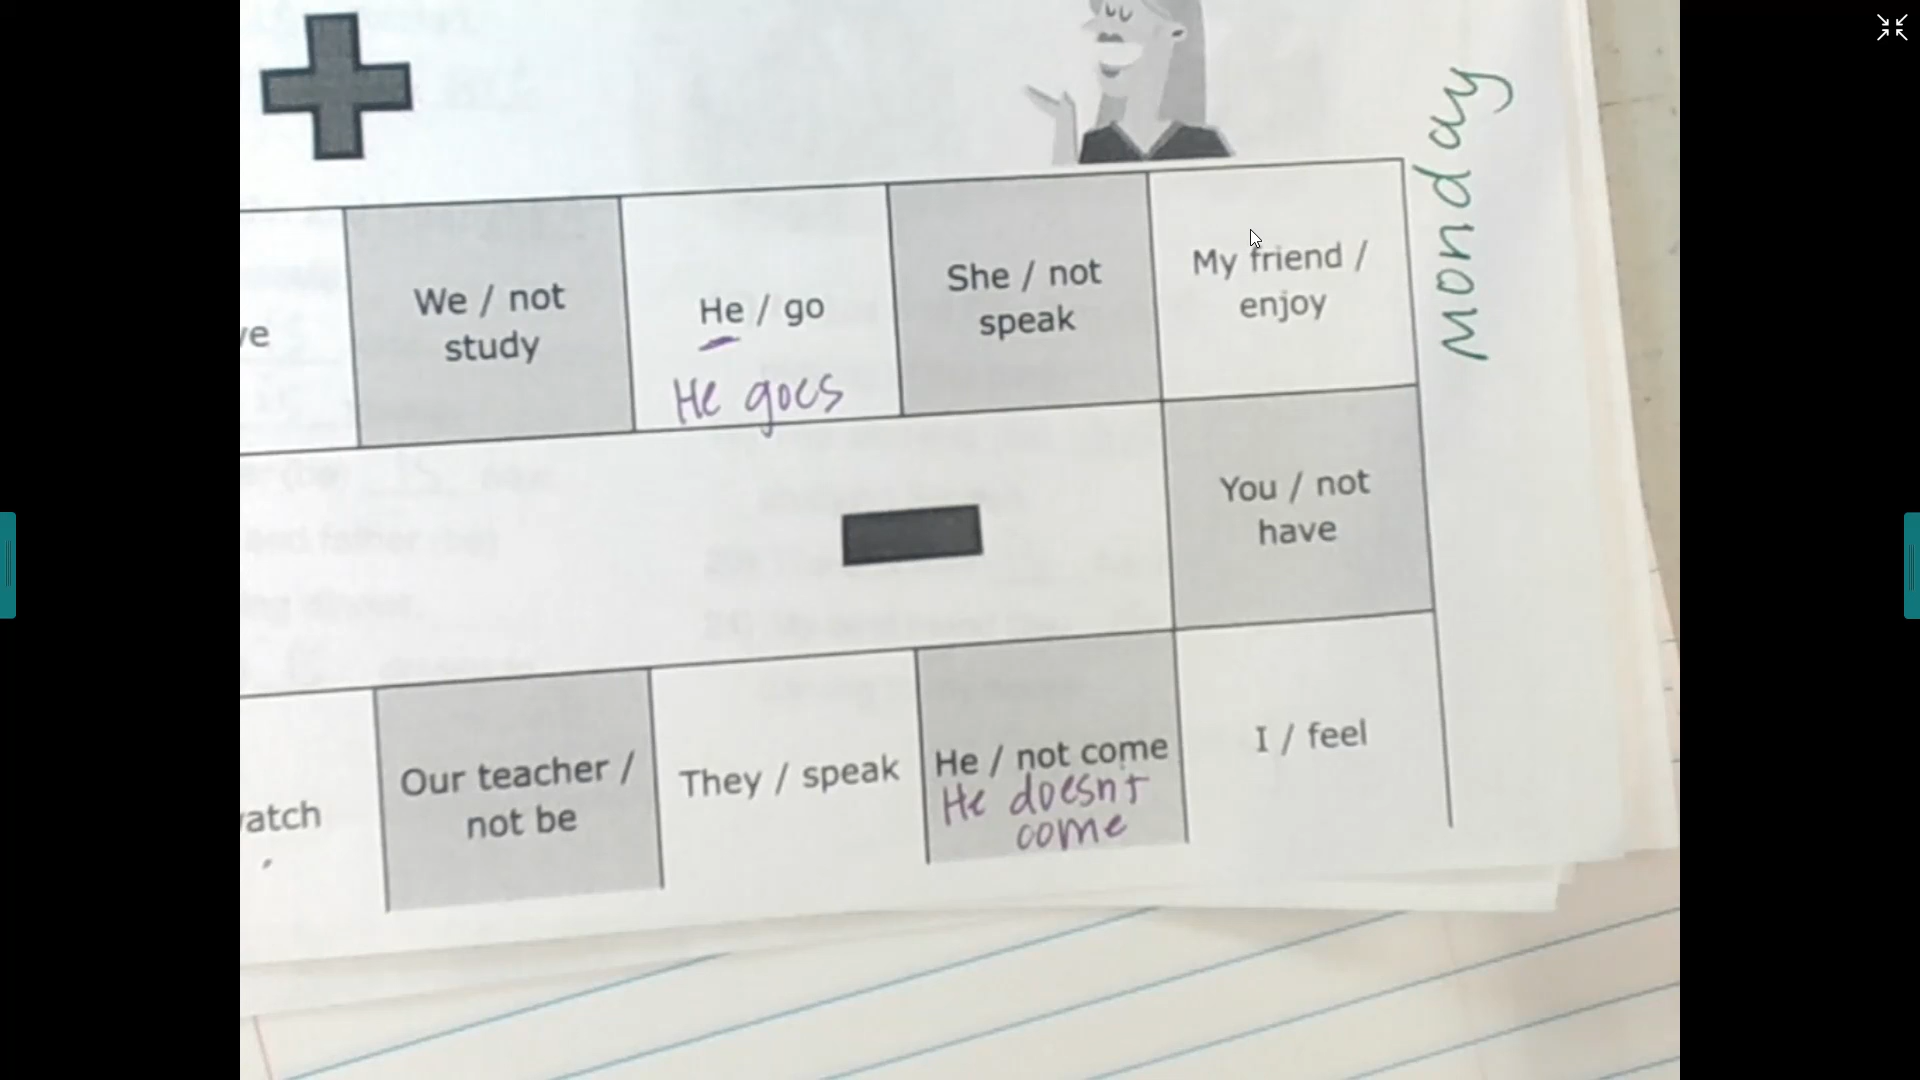 We / not
study
He / go
He goes
She / not
speak
My friend /
enjoy
monday
You / not
have
Our teacher /
not be
They / speak
He / not come
He doesn't
come
I / feel